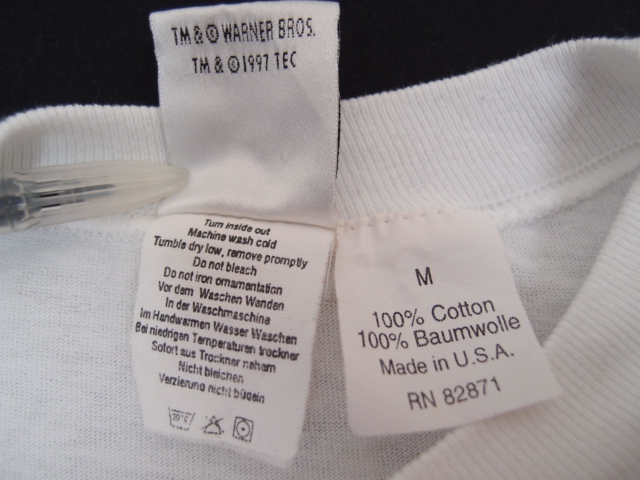 TM & © WARNER BROS.
TM & ©1997 TEC
Turn inside out
Machine wash cold
Tumble dry low, remove promptly
Do not bleach
Do not iron ornamentation
Vor dem Waschen Wenden
In der Waschmaschine
Im Handwarmen Wasser Waschen
Bei niedrigen Temperaturen trockner
Sofort aus Trockner nehem
Nicht bleichen
Verzierung nicht bügein
20°C
M
100% Cotton
100% Baumwolle
Made in U.S.A.
RN 82871